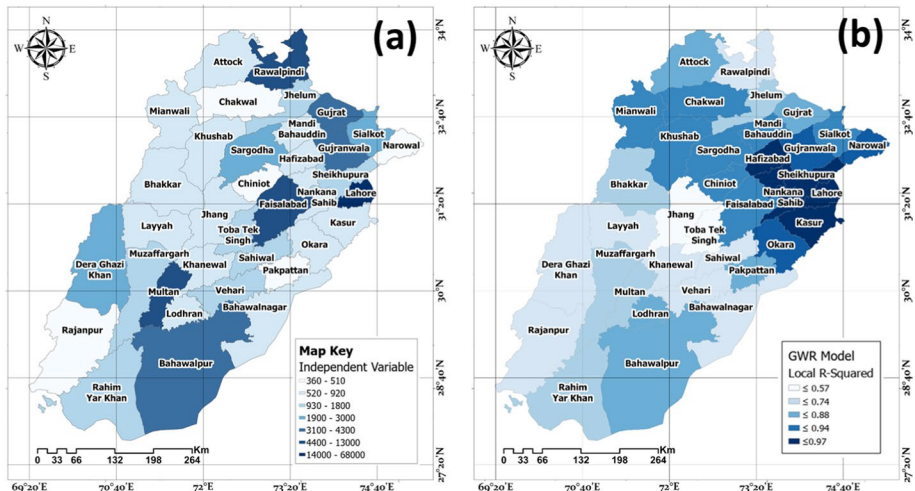 (a)
N
W E
S
34°N
33°40'N
32°20'N
31°20'N
30°N
28°40'N
27°20'N
Attock
Rawalpindi
Chakwal
Jhelum
Mianwali
Gujrat
Mandi
Bahauddin
Sialkot
Khushab
Narowal
Sargodha
Gujranwala
Hafizabad
Sheikhupura
Bhakkar
Chiniot
Nankana
Sahib
Lahore
Faisalabad
Jhang
Kasur
Layyah
Toba Tek
Singh
Okara
Dera Ghazi
Khan
Muzaffargarh
Khanewal
Sahiwal
Pakpattan
Multan
Vehari
Lodhran
Bahawalnagar
Rajanpur
Bahawalpur
Rahim
Yar Khan
Map Key
Independent Variable
360 - 510
520 - 920
930 - 1800
1900 - 3000
3100 - 4300
4400 - 13000
14000 - 68000
Km
0 33 66 132 198 264
69°20'E 70°40'E 72°E 73°20'E 74°40'E
(b)
N
W E
S
34°N
33°40'N
32°20'N
31°20'N
30°N
28°40'N
27°20'N
Attock
Rawalpindi
Chakwal
Jhelum
Mianwali
Gujrat
Mandi
Bahauddin
Sialkot
Khushab
Narowal
Sargodha
Gujranwala
Hafizabad
Sheikhupura
Bhakkar
Chiniot
Nankana
Sahib
Lahore
Faisalabad
Jhang
Kasur
Layyah
Toba Tek
Singh
Okara
Dera Ghazi
Khan
Muzaffargarh
Khanewal
Sahiwal
Pakpattan
Multan
Vehari
Lodhran
Bahawalnagar
Rajanpur
Bahawalpur
Rahim
Yar Khan
GWR Model
Local R-Squared
≤ 0.57
≤ 0.74
≤ 0.88
≤ 0.94
≤0.97
Km
0 33 66 132 198 264
69°20'E 70°40'E 72°E 73°20'E 74°40'E